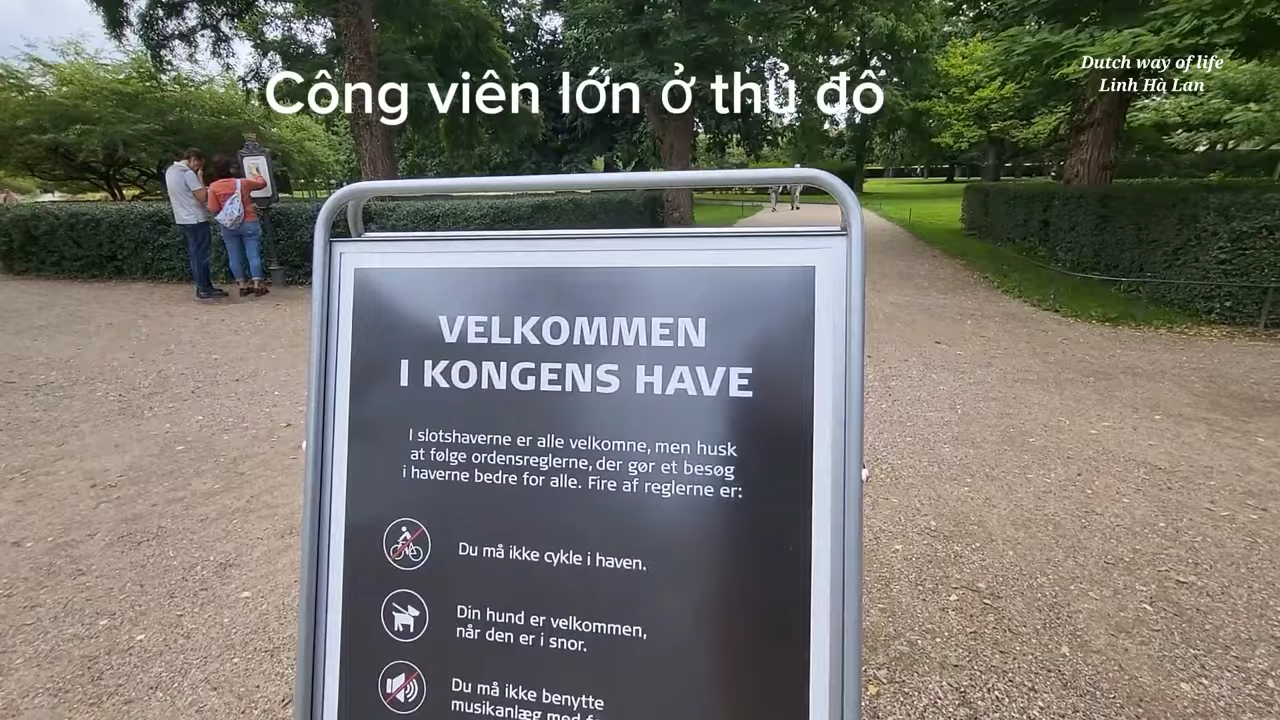 Công viên lớn ở thủ đô
Dutch way of life
Linh Hà Lan
VELKOMMEN
I KONGENS HAVE
I slotshaverne er alle velkomne, men husk
at følge ordensreglerne, der gør et besøg
i haverne bedre for alle. Fire af reglerne er:
Du må ikke cykle i haven.
Din hund er velkommen,
når den er i snor.
Du må ikke benytte
musikanlæg med